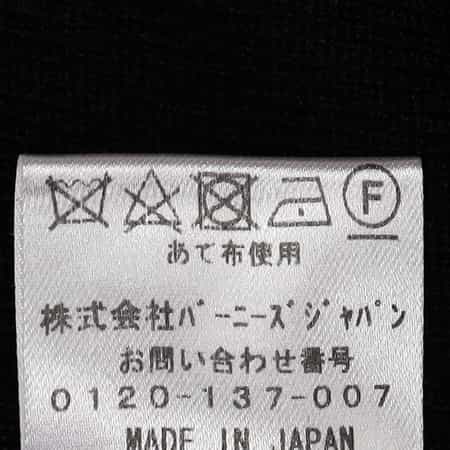 F
あて布使用
株式会社バーニーズジャパン
お問い合わせ番号
0120-137-007
MADE IN JAPAN